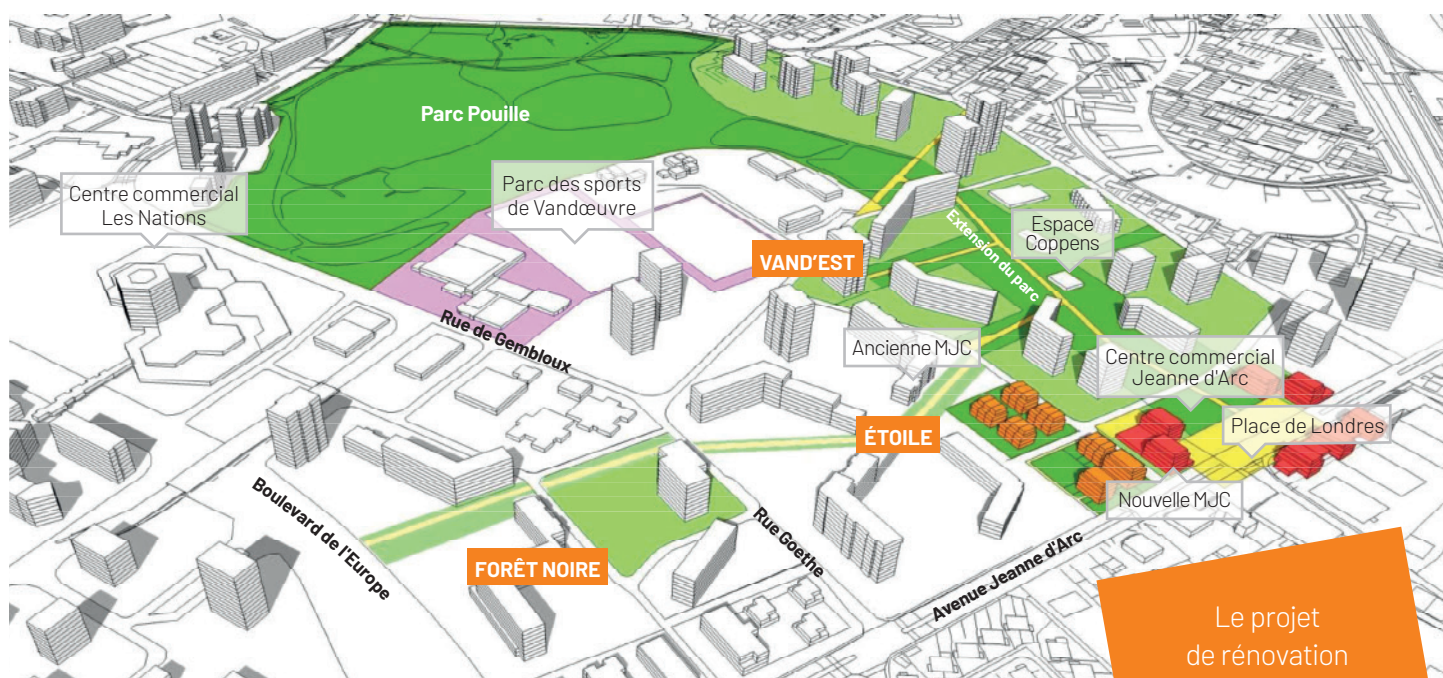 Parc Pouille
Centre commercial
Les Nations
Parc des sports
de Vandœuvre
Espace
Coppens
VAND'EST
Extension du parc
Rue de Gembloux
Ancienne MJC
Centre commercial
Jeanne d'Arc
Place de Londres
ÉTOILE
Nouvelle MJC
Boulevard de l'Europe
Rue Goethe
FORÊT NOIRE
Avenue Jeanne d'Arc
Le projet
de rénovation